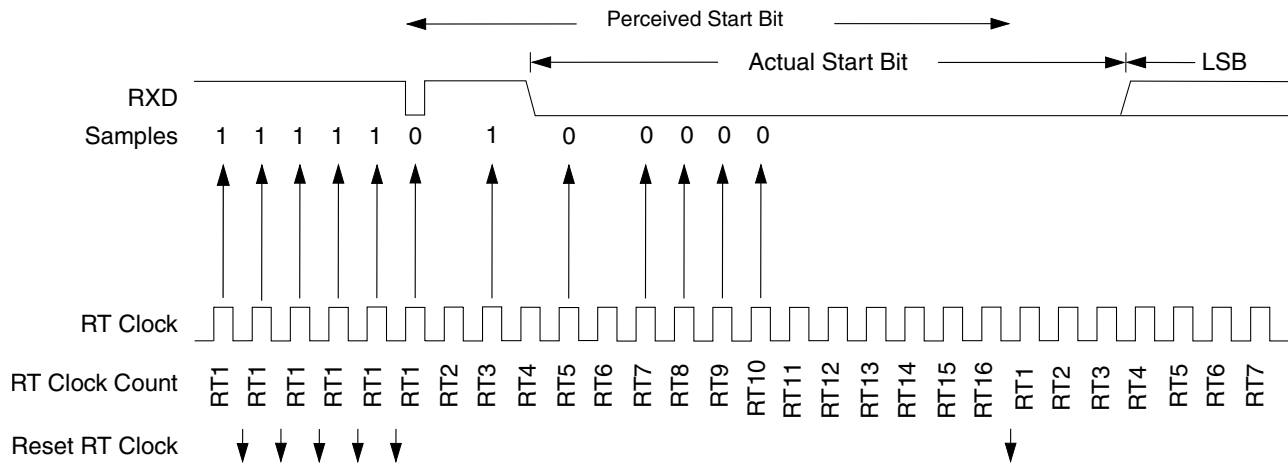 Perceived Start Bit
Actual Start Bit
LSB
RXD
Samples 1 1 1 1 1 0 1 0 0 0 0 0
RT Clock
RT Clock Count RT1 RT1 RT1 RT1 RT1 RT1 RT2 RT3 RT4 RT5 RT6 RT7 RT8 RT9 RT10 RT11 RT12 RT13 RT14 RT15 RT16 RT1 RT2 RT3 RT4 RT5 RT6 RT7
Reset RT Clock